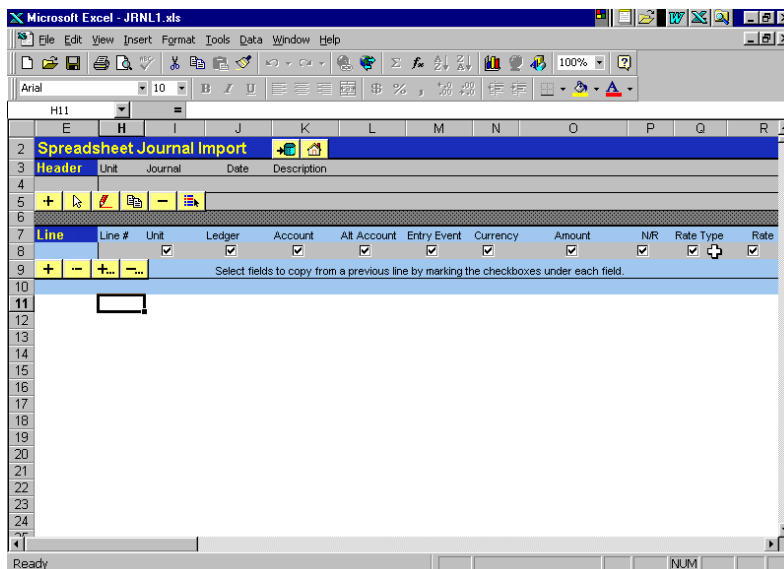 Microsoft Excel - JRNL1.xls
File Edit View Insert Format Tools Data Window Help
100%
Arial 10 B I U $ % ,
H11 =
E H I J K L M N O P Q R
2 Spreadsheet Journal Import
3 Header Unit Journal Date Description
4
5
6
7 Line Line # Unit Ledger Account Alt Account Entry Event Currency Amount N/R Rate Type Rate
8
9 Select fields to copy from a previous line by marking the checkboxes under each field.
10
11
12
13
14
15
16
17
18
19
20
21
22
23
24
Ready NUM